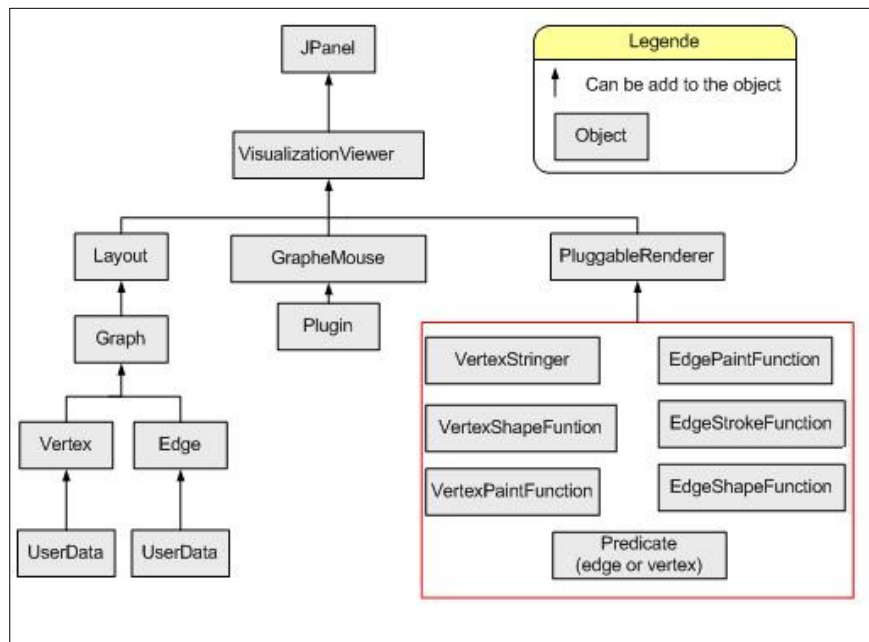 JPanel
Legende
Can be add to the object
Object
VisualizationViewer
Layout
GrapheMouse
PluggableRenderer
Graph
Plugin
VertexStringer
EdgePaintFunction
VertexShapeFuntion
EdgeStrokeFunction
Vertex
Edge
VertexPaintFunction
EdgeShapeFunction
UserData
UserData
Predicate
(edge or vertex)